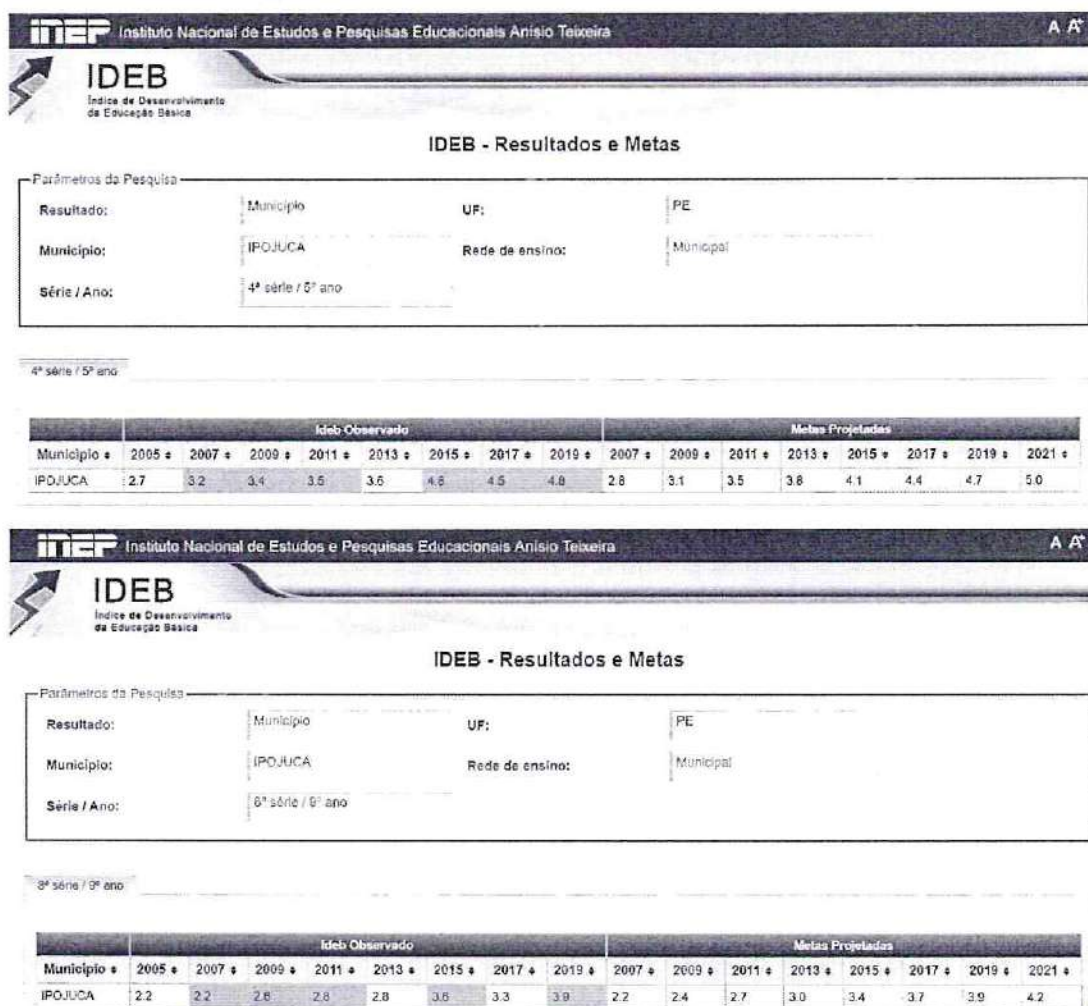 inep Instituto Nacional de Estudos e Pesquisas Educacionais Anísio Teixeira A A+
IDEB
Índice de Desenvolvimento
da Educação Básica
IDEB - Resultados e Metas
Parâmetros da Pesquisa
Resultado: Município UF: PE
Município: IPOJUCA Rede de ensino: Municipal
Série / Ano: 4ª série / 5º ano
4ª série / 5º ano
Ideb Observado Metas Projetadas
Município 2005 2007 2009 2011 2013 2015 2017 2019 2007 2009 2011 2013 2015 2017 2019 2021
IPOJUCA 2.7 3.2 3.4 3.5 3.6 4.6 4.5 4.8 2.8 3.1 3.5 3.8 4.1 4.4 4.7 5.0
inep Instituto Nacional de Estudos e Pesquisas Educacionais Anísio Teixeira A A+
IDEB
Índice de Desenvolvimento
da Educação Básica
IDEB - Resultados e Metas
Parâmetros da Pesquisa
Resultado: Município UF: PE
Município: IPOJUCA Rede de ensino: Municipal
Série / Ano: 8ª série / 9º ano
8ª série / 9º ano
Ideb Observado Metas Projetadas
Município 2005 2007 2009 2011 2013 2015 2017 2019 2007 2009 2011 2013 2015 2017 2019 2021
IPOJUCA 2.2 2.2 2.6 2.8 2.8 3.6 3.3 3.9 2.2 2.4 2.7 3.0 3.4 3.7 3.9 4.2